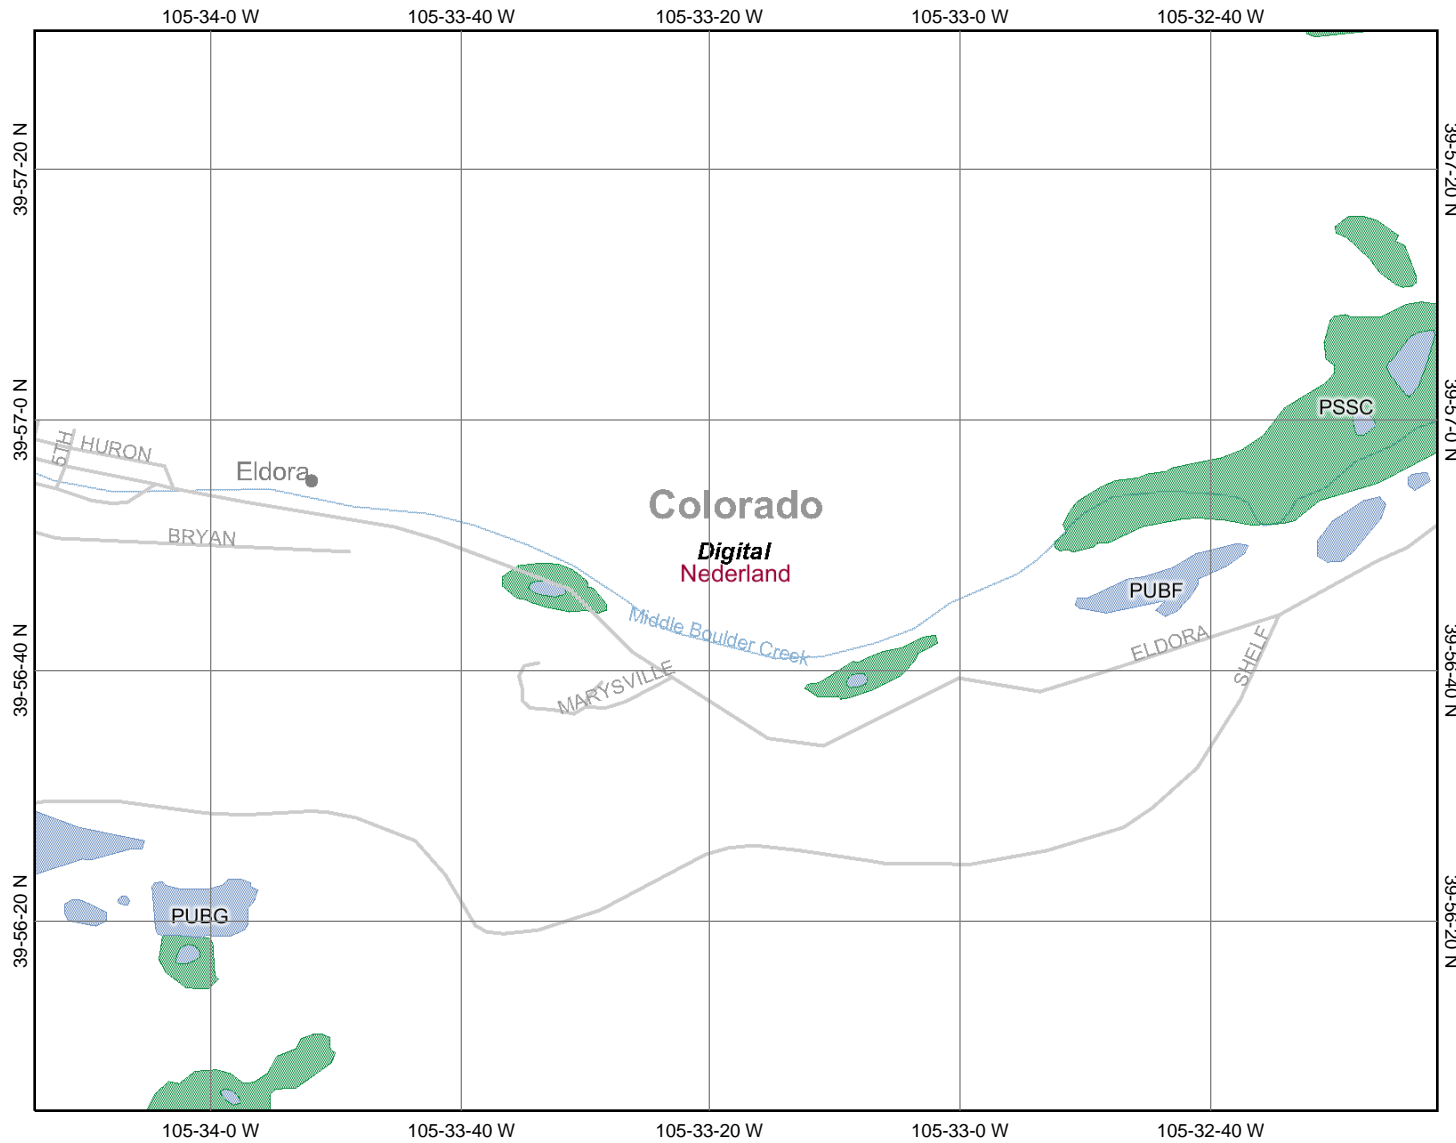 105-34-0 W 105-33-40 W 105-33-20 W 105-33-0 W 105-32-40 W
39-57-20 N
39-57-20 N
PSSC
39-57-0 N
39-57-0 N
5TH
HURON
Eldora
Colorado
BRYAN
Digital
Nederland
PUBF
Middle Boulder Creek
ELDORA
SHELF
MARYSVILLE
39-56-40 N
39-56-40 N
PUBG
39-56-20 N
39-56-20 N
105-34-0 W 105-33-40 W 105-33-20 W 105-33-0 W 105-32-40 W